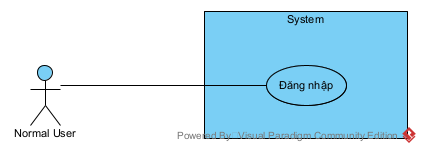 System
Đăng nhập
Normal User
Powered By Visual Paradigm Community Edition